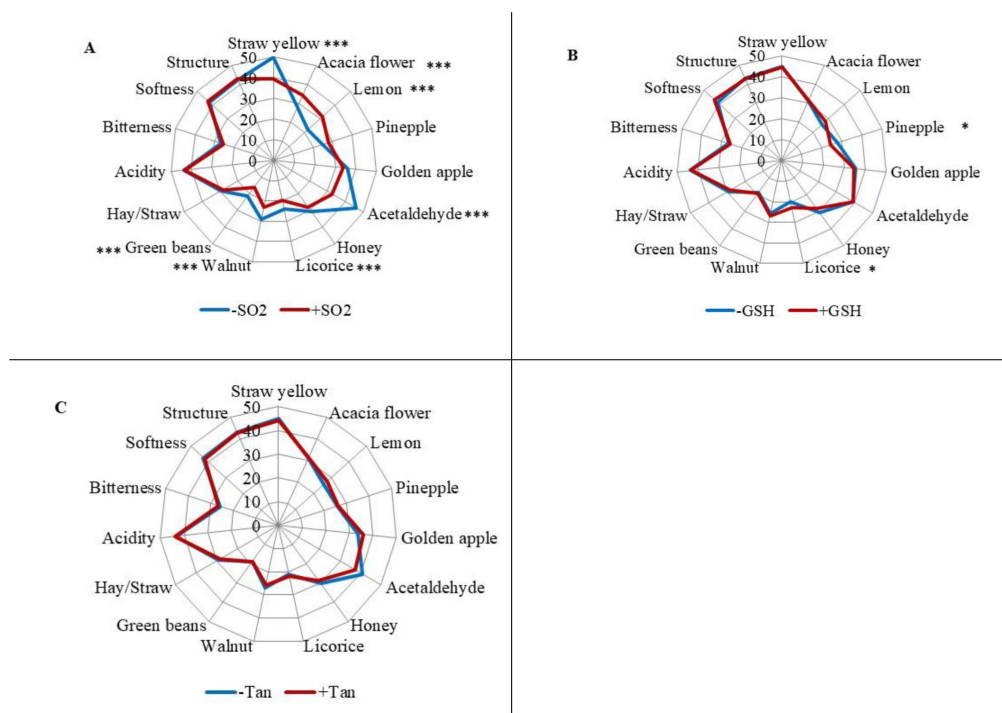 A
Straw yellow ***
Structure
Acacia flower ***
Softness
Lemon ***
Bitterness
Pinepple
Acidity
Golden apple
Hay/Straw
Acetaldehyde ***
*** Green beans
Honey
*** Walnut
Licorice ***
50
40
30
20
10
0
-SO2
+SO2
B
Straw yellow
Structure
Acacia flower
Softness
Lemon
Bitterness
Pinepple *
Acidity
Golden apple
Hay/Straw
Acetaldehyde
Green beans
Honey
Walnut
Licorice *
50
40
30
20
10
0
-GSH
+GSH
C
Straw yellow
Structure
Acacia flower
Softness
Lemon
Bitterness
Pinepple
Acidity
Golden apple
Hay/Straw
Acetaldehyde
Green beans
Honey
Walnut
Licorice
50
40
30
20
10
0
-Tan
+Tan